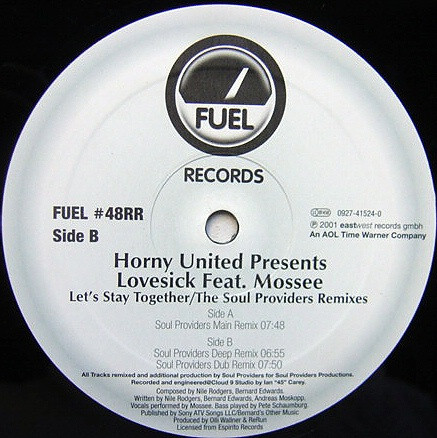 FUEL
RECORDS
FUEL #48RR
Side B
0927-41524-0
℗ 2001 eastwest records gmbh
An AOL Time Warner Company
Horny United Presents
Lovesick Feat. Mossee
Let's Stay Together/The Soul Providers Remixes
Side A
Soul Providers Main Remix 07:48
Side B
Soul Providers Deep Remix 06:55
Soul Providers Dub Remix 07:50
All Tracks remixed and additional production by Soul Providers for Soul Providers Productions.
Recorded and engineered@Cloud 9 Studio by Ian "45" Carey.
Composed by Nile Rodgers, Bernard Edwards.
Written by Nile Rodgers, Bernard Edwards, Andreas Moskopp.
Vocals performed by Mossee. Bass played by Pete Schaumburg.
Published by Sony ATV Songs LLC/Bernard's Other Music
Produced by Olli Wallner & ReRun
Licensed from Espirito Records